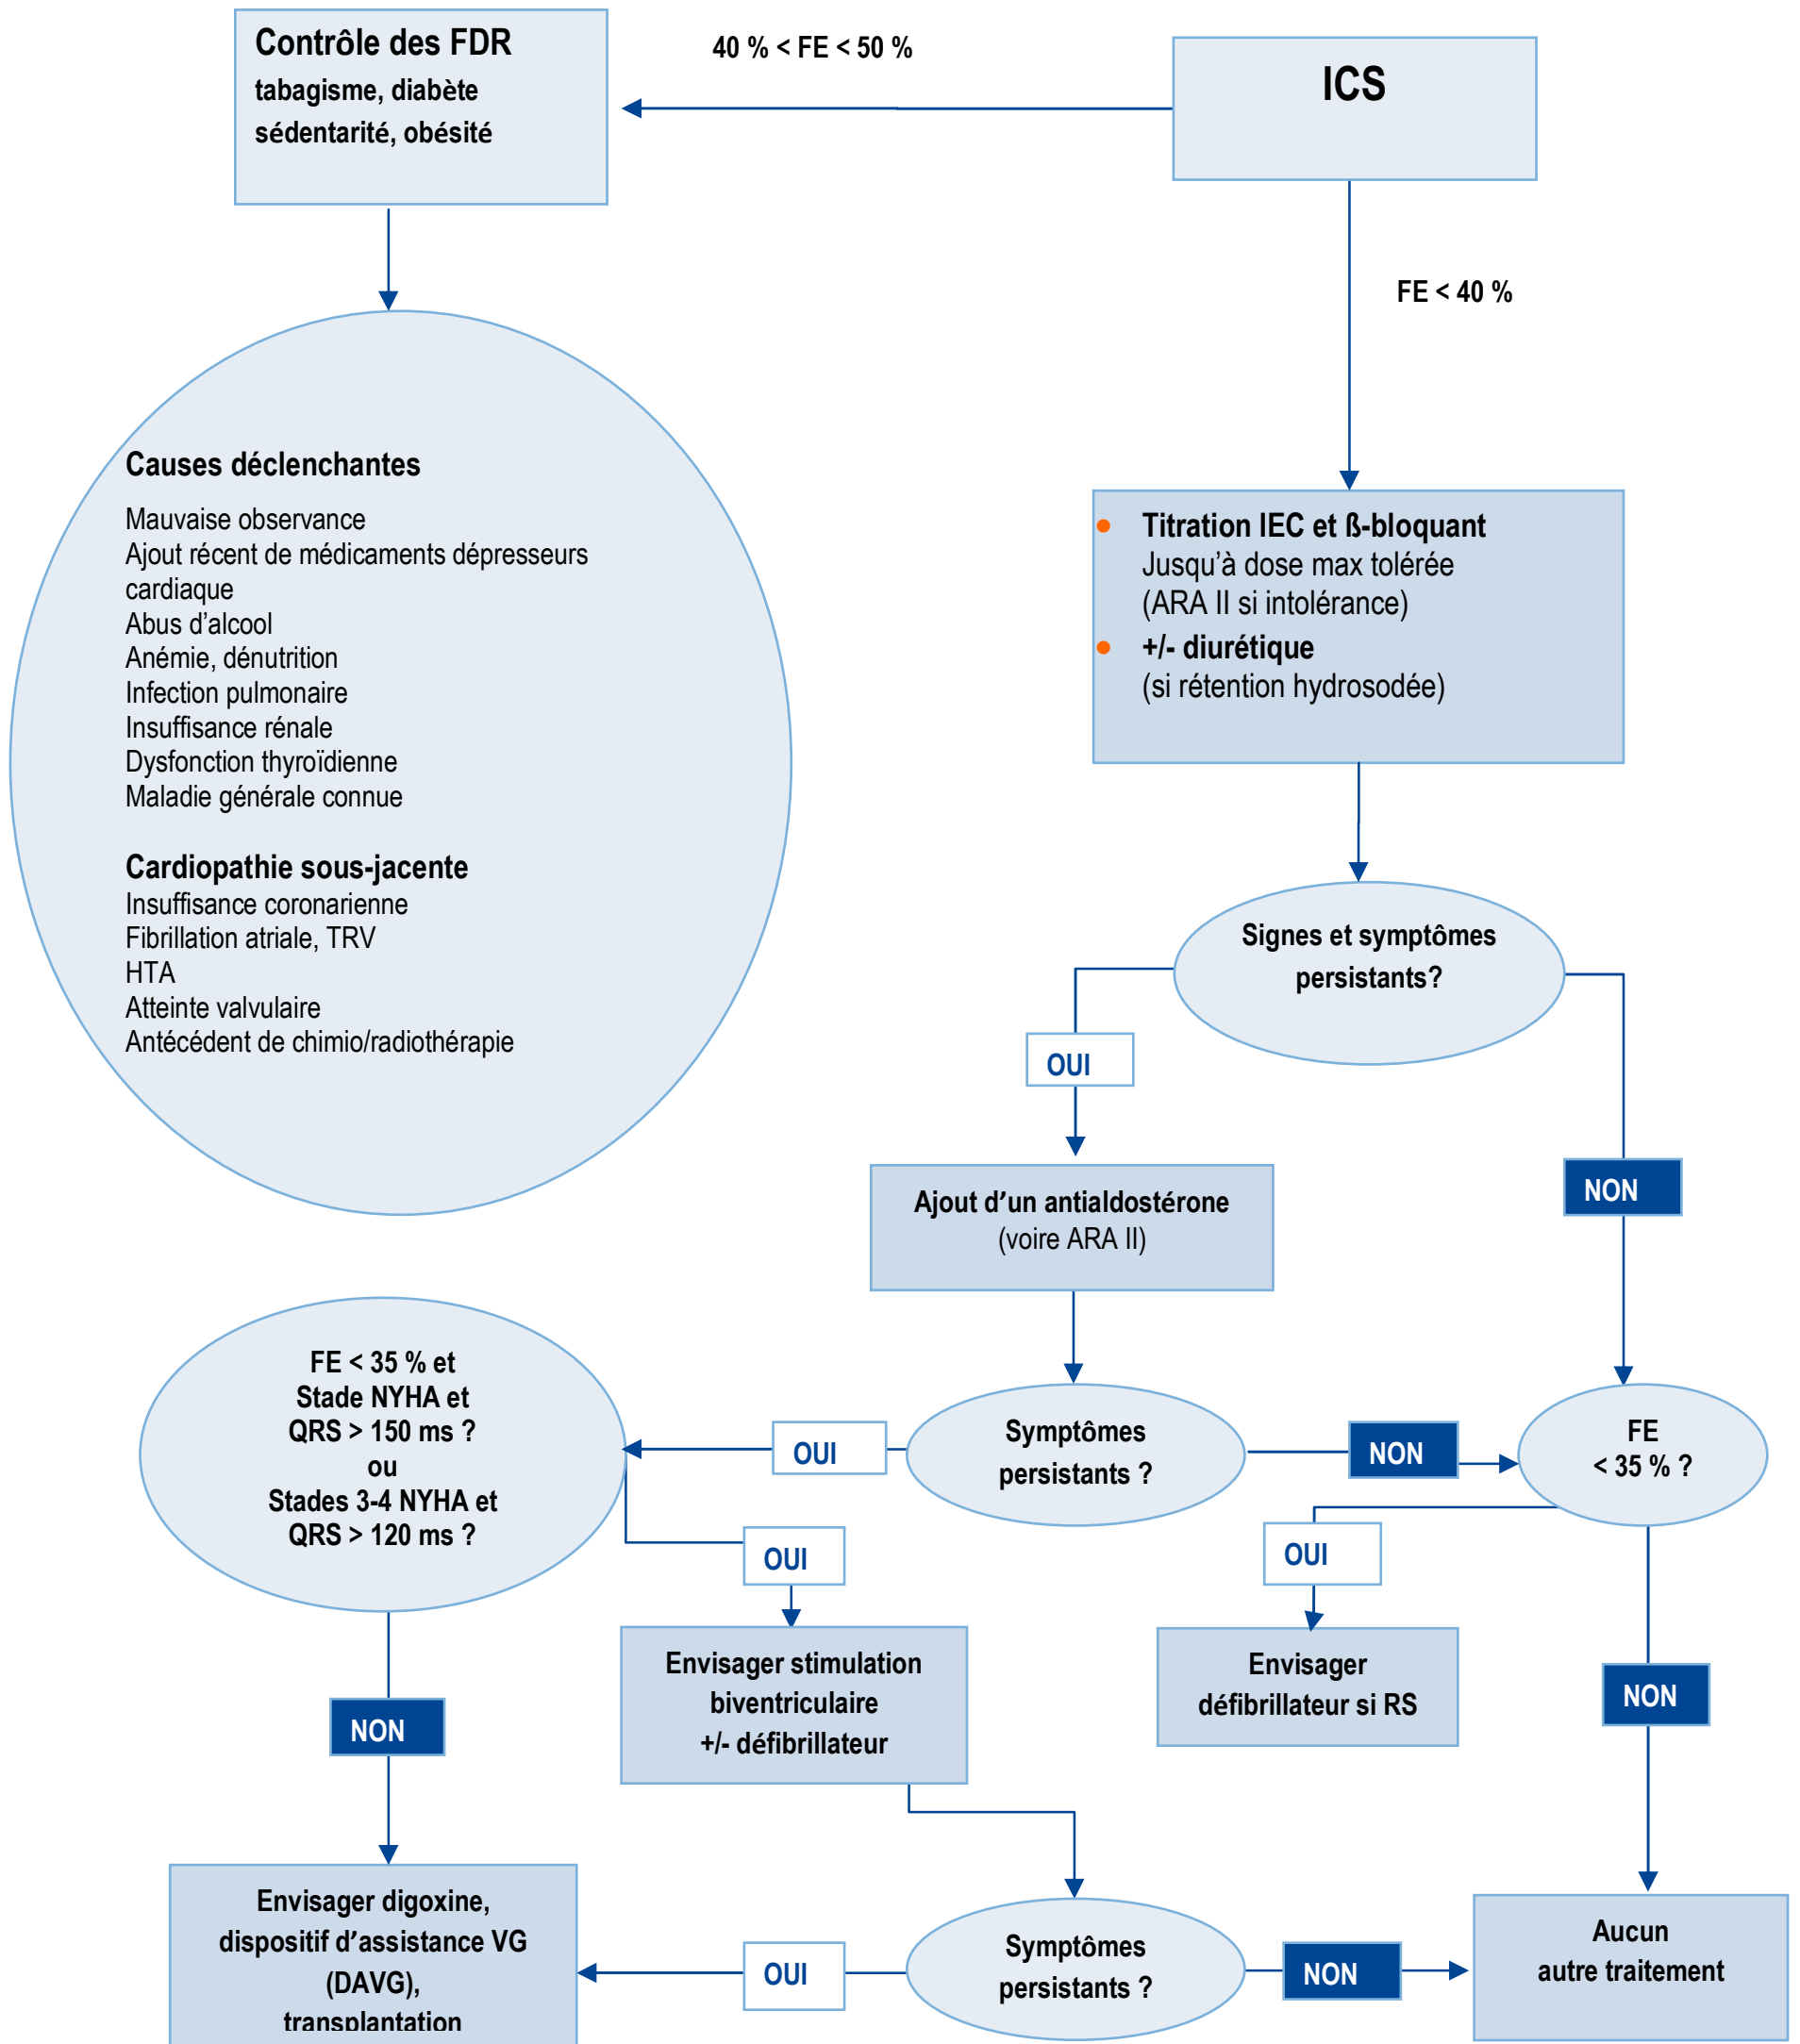 Contrôle des FDR
tabagisme, diabète
sédentarité, obésité
40 % < FE < 50 %
ICS
FE < 40 %
Causes déclenchantes
Mauvaise observance
Ajout récent de médicaments dépresseurs
cardiaque
Abus d’alcool
Anémie, dénutrition
Infection pulmonaire
Insuffisance rénale
Dysfonction thyroïdienne
Maladie générale connue
Cardiopathie sous-jacente
Insuffisance coronarienne
Fibrillation atriale, TRV
HTA
Atteinte valvulaire
Antécédent de chimio/radiothérapie
• Titration IEC et ß-bloquant
Jusqu’à dose max tolérée
(ARA II si intolérance)
• +/- diurétique
(si rétention hydrosodée)
Signes et symptômes
persistants?
OUI
NON
Ajout d’un antialdostérone
(voire ARA II)
FE < 35 % et
Stade NYHA et
QRS > 150 ms ?
ou
Stades 3-4 NYHA et
QRS > 120 ms ?
OUI
Symptômes
persistants ?
NON
FE
< 35 % ?
OUI
OUI
Envisager stimulation
biventriculaire
+/- défibrillateur
Envisager
défibrillateur si RS
NON
NON
Envisager digoxine,
dispositif d’assistance VG
(DAVG),
transplantation
OUI
Symptômes
persistants ?
NON
Aucun
autre traitement